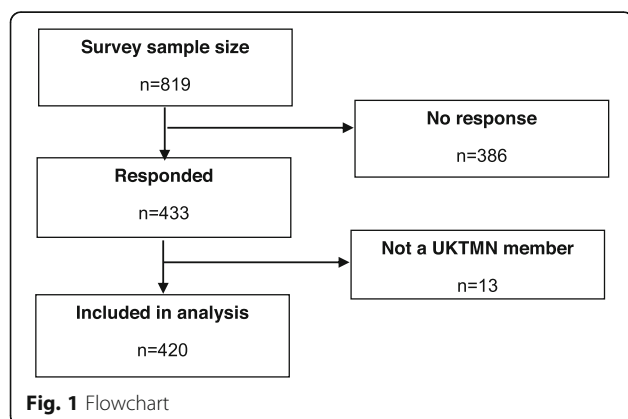 Survey sample size
n=819
No response
n=386
Responded
n=433
Not a UKTMN member
n=13
Included in analysis
n=420
Fig. 1 Flowchart